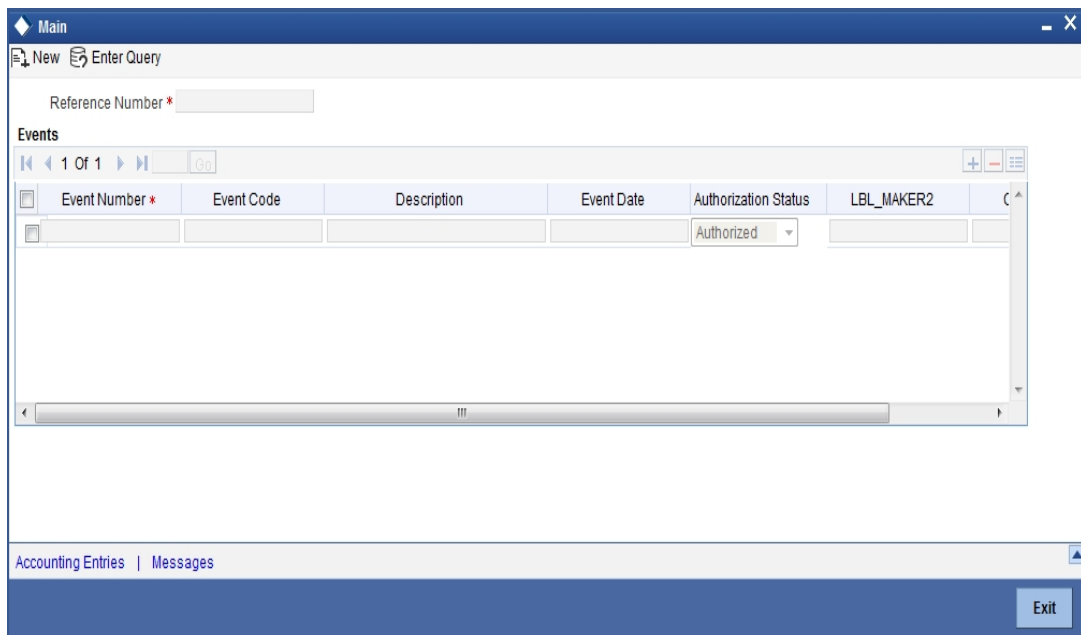 Main
New Enter Query
Reference Number *
Events
1 Of 1 Go
Event Number * Event Code Description Event Date Authorization Status LBL_MAKER2
Authorized
Accounting Entries | Messages
Exit